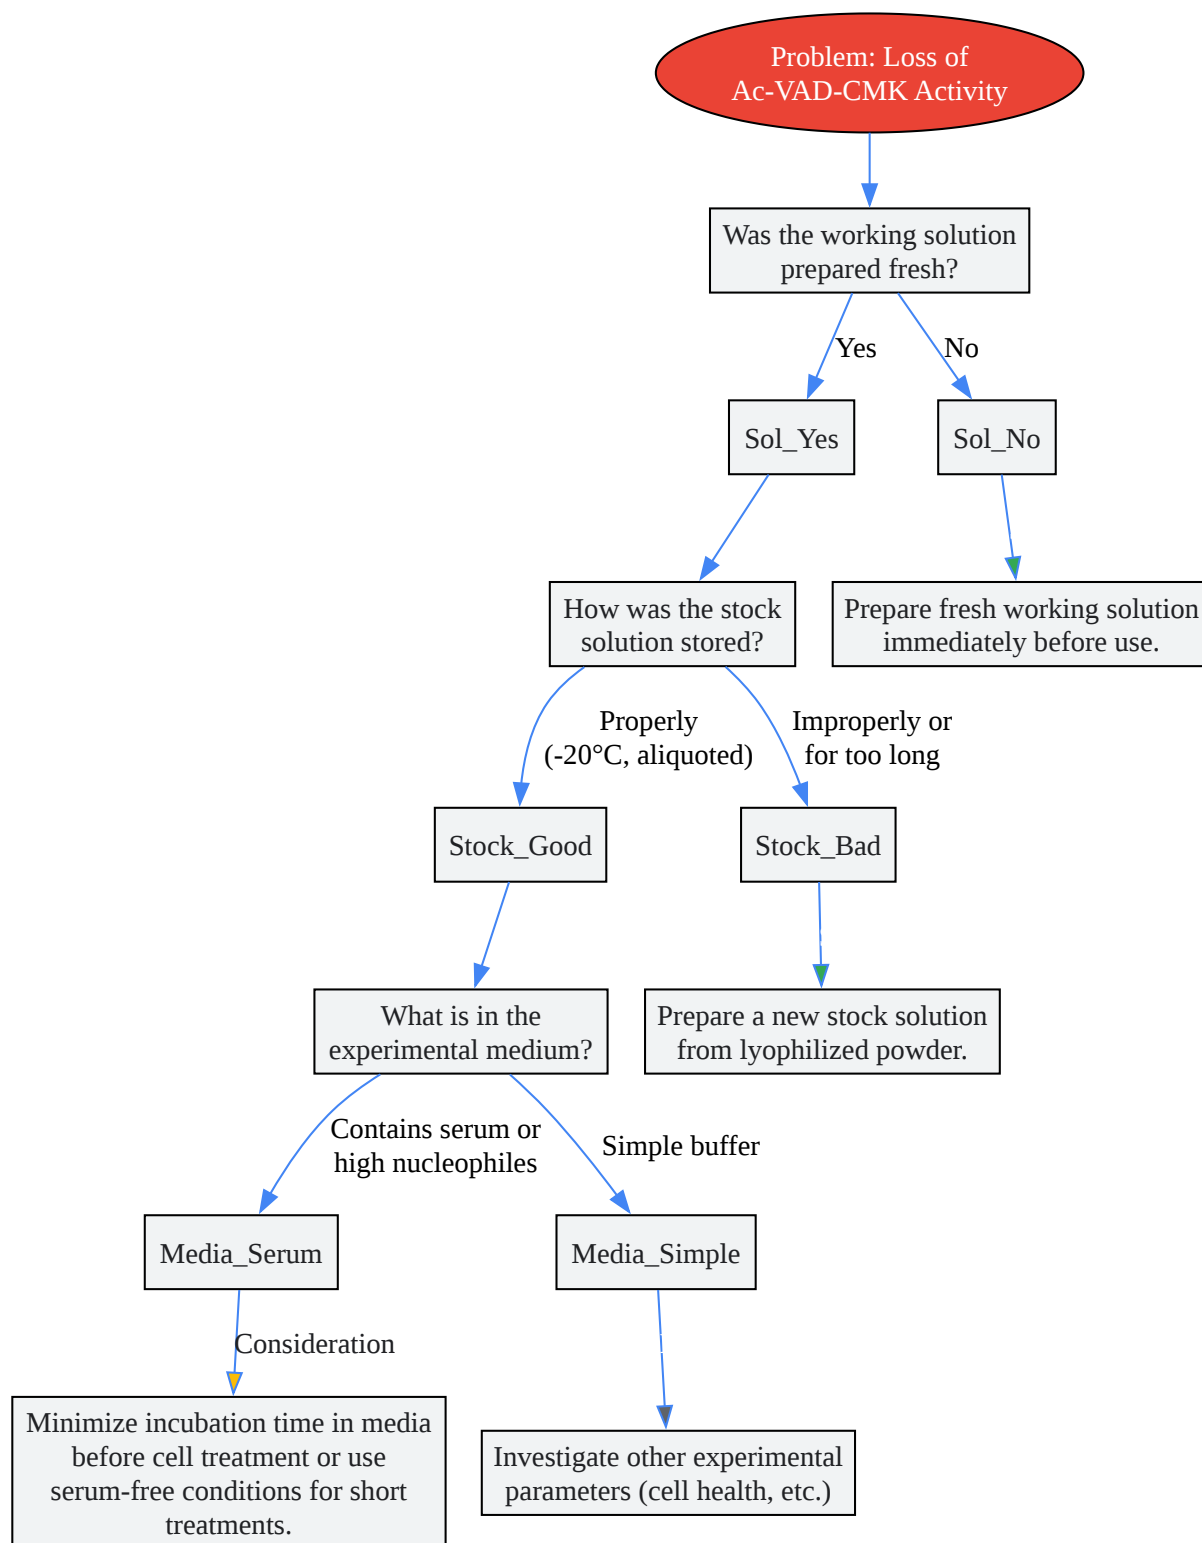 Problem: Loss of
Ac-VAD-CMK Activity
Was the working solution
prepared fresh?
Yes
No
Sol_Yes
Sol_No
How was the stock
solution stored?
Prepare fresh working solution
immediately before use.
Properly
(-20°C, aliquoted)
Improperly or
for too long
Stock_Good
Stock_Bad
What is in the
experimental medium?
Prepare a new stock solution
from lyophilized powder.
Contains serum or
high nucleophiles
Simple buffer
Media_Serum
Media_Simple
Consideration
Minimize incubation time in media
before cell treatment or use
serum-free conditions for short
treatments.
Investigate other experimental
parameters (cell health, etc.)